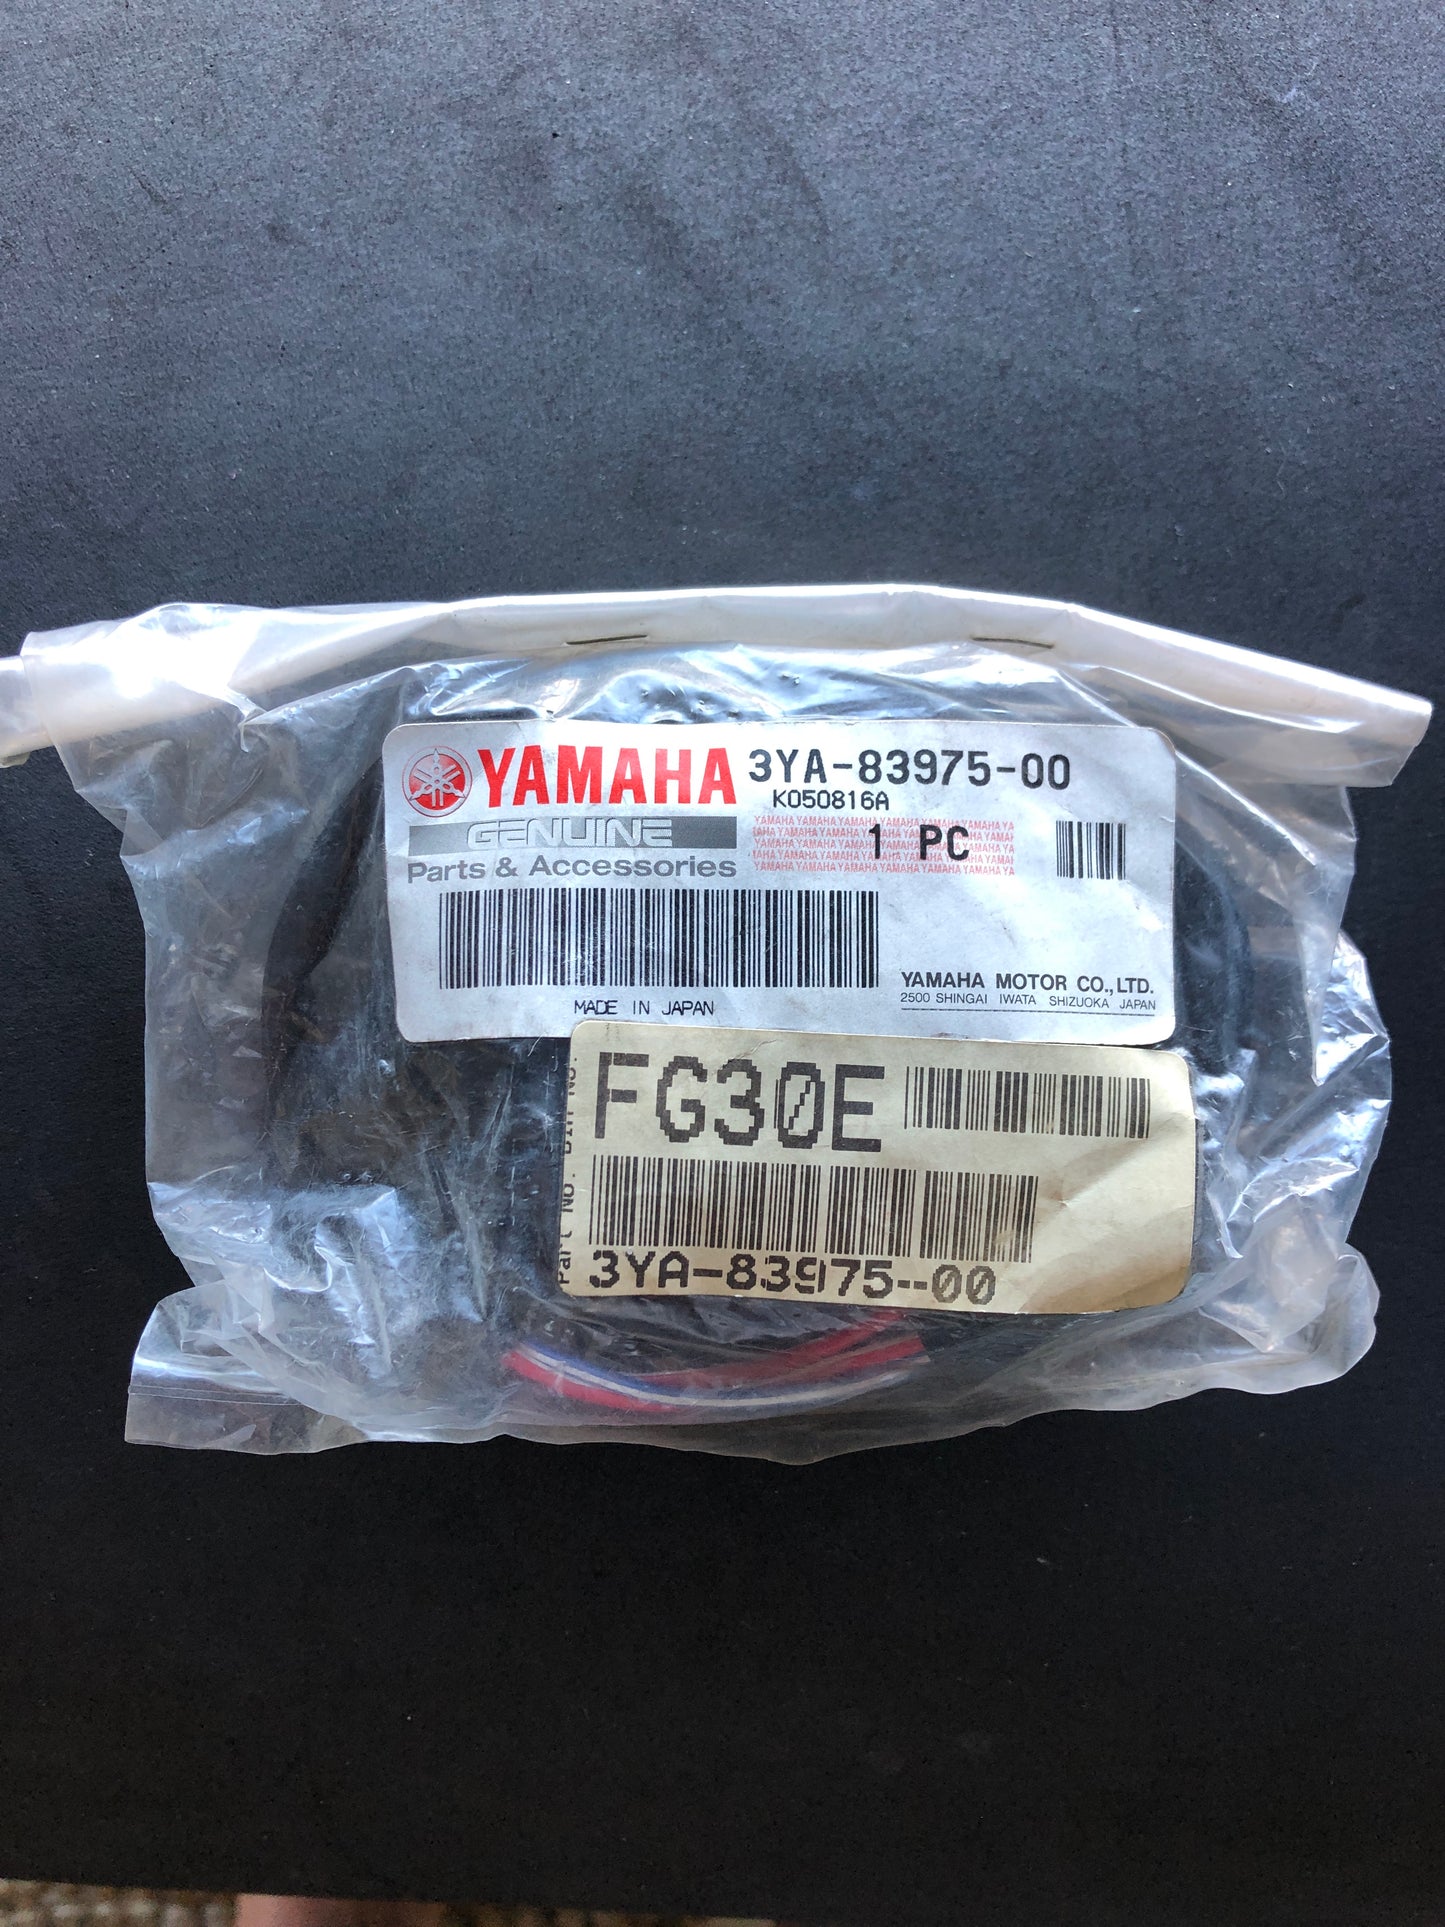 YAMAHA 3YA-83975-00
K050816A
GENUINE
1 PC
Parts & Accessories
YAMAHA MOTOR CO.,LTD.
2500 SHINGAI IWATA SHIZUOKA JAPAN
MADE IN JAPAN
FG30E
Part No.
3YA-83975-00